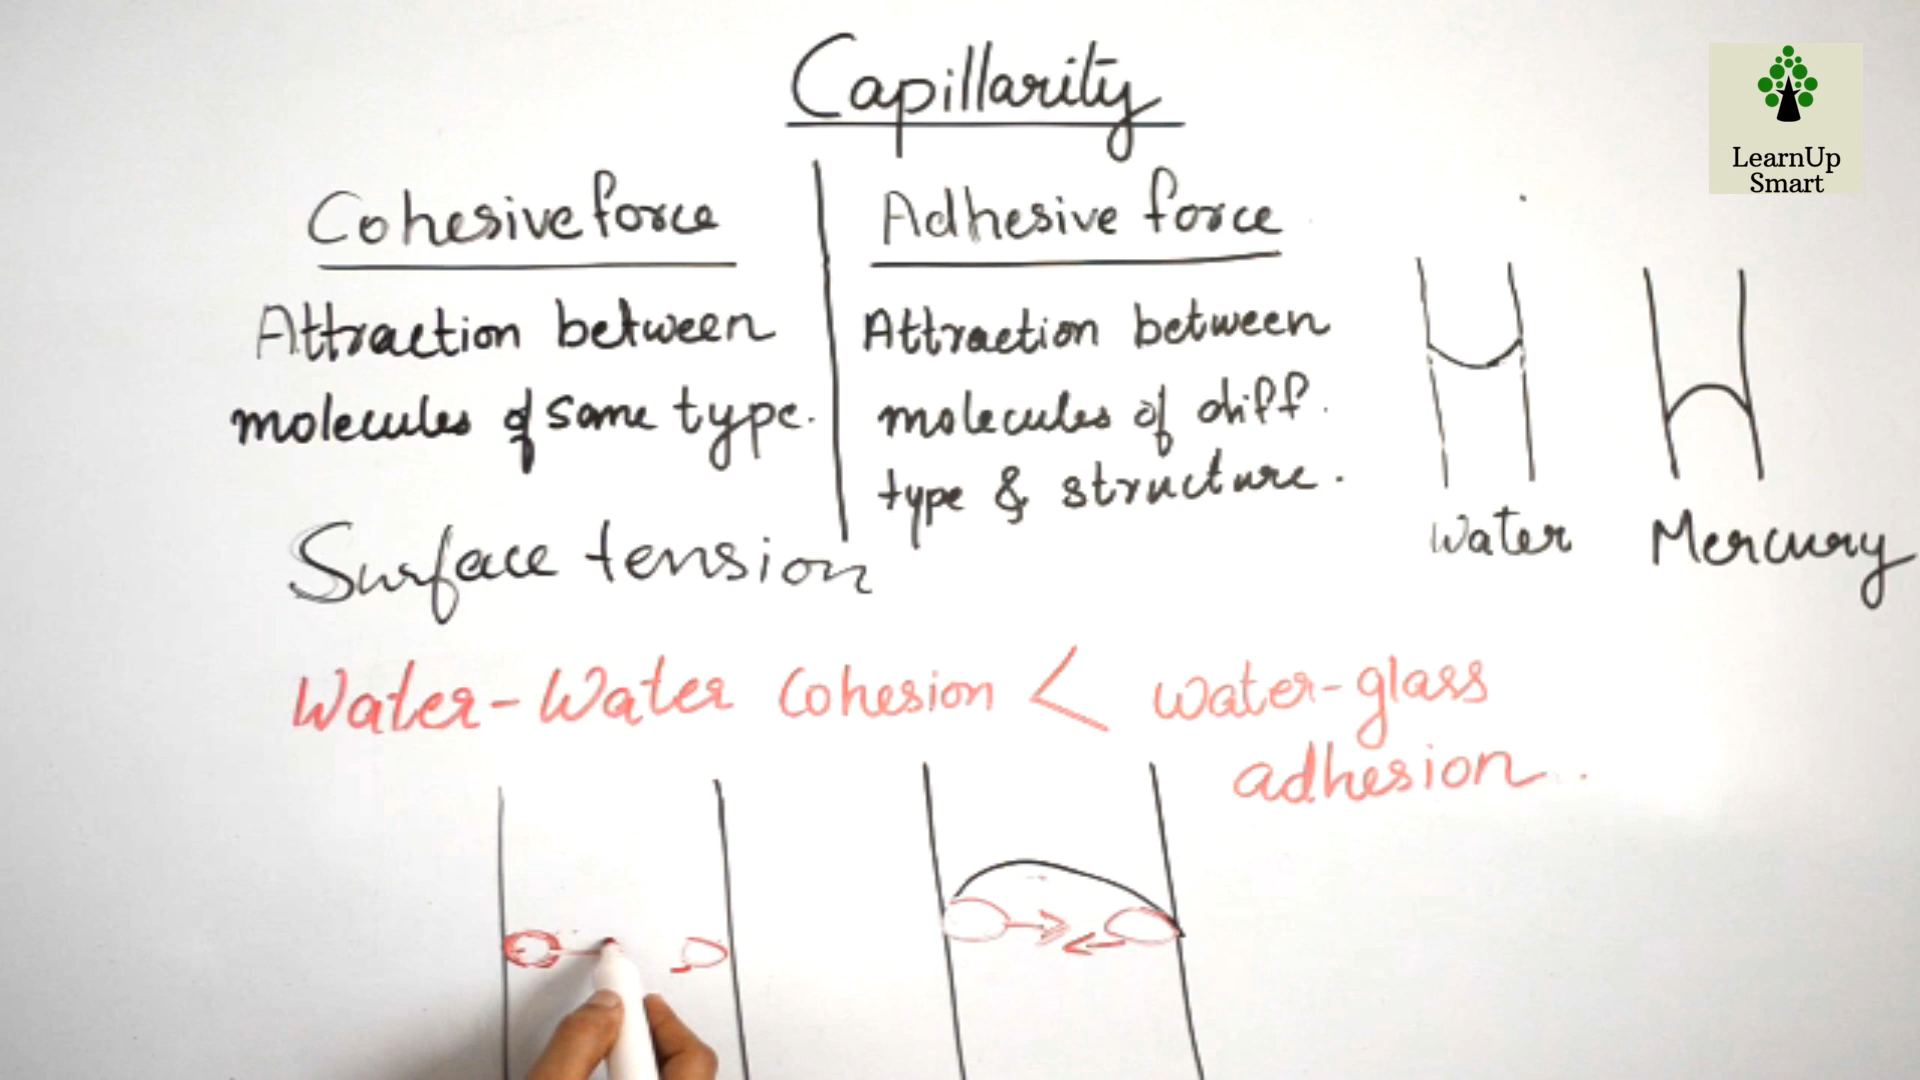 Capillarity
LearnUp
Smart
Cohesive force
Attraction between
molecules of same type.
Adhesive force
Attraction between
molecules of diff.
type & structure.
Water
Mercury
Surface tension
Water-Water Cohesion < water-glass
adhesion..